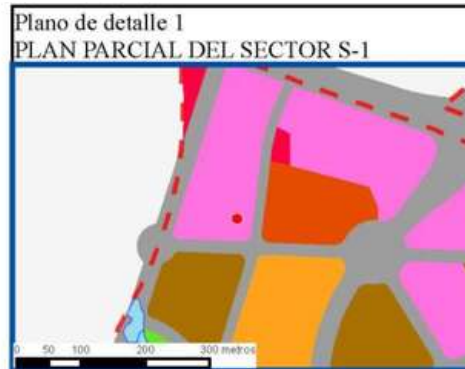 Plano de detalle 1
PLAN PARCIAL DEL SECTOR S-1
0 50 100 200 300 metros